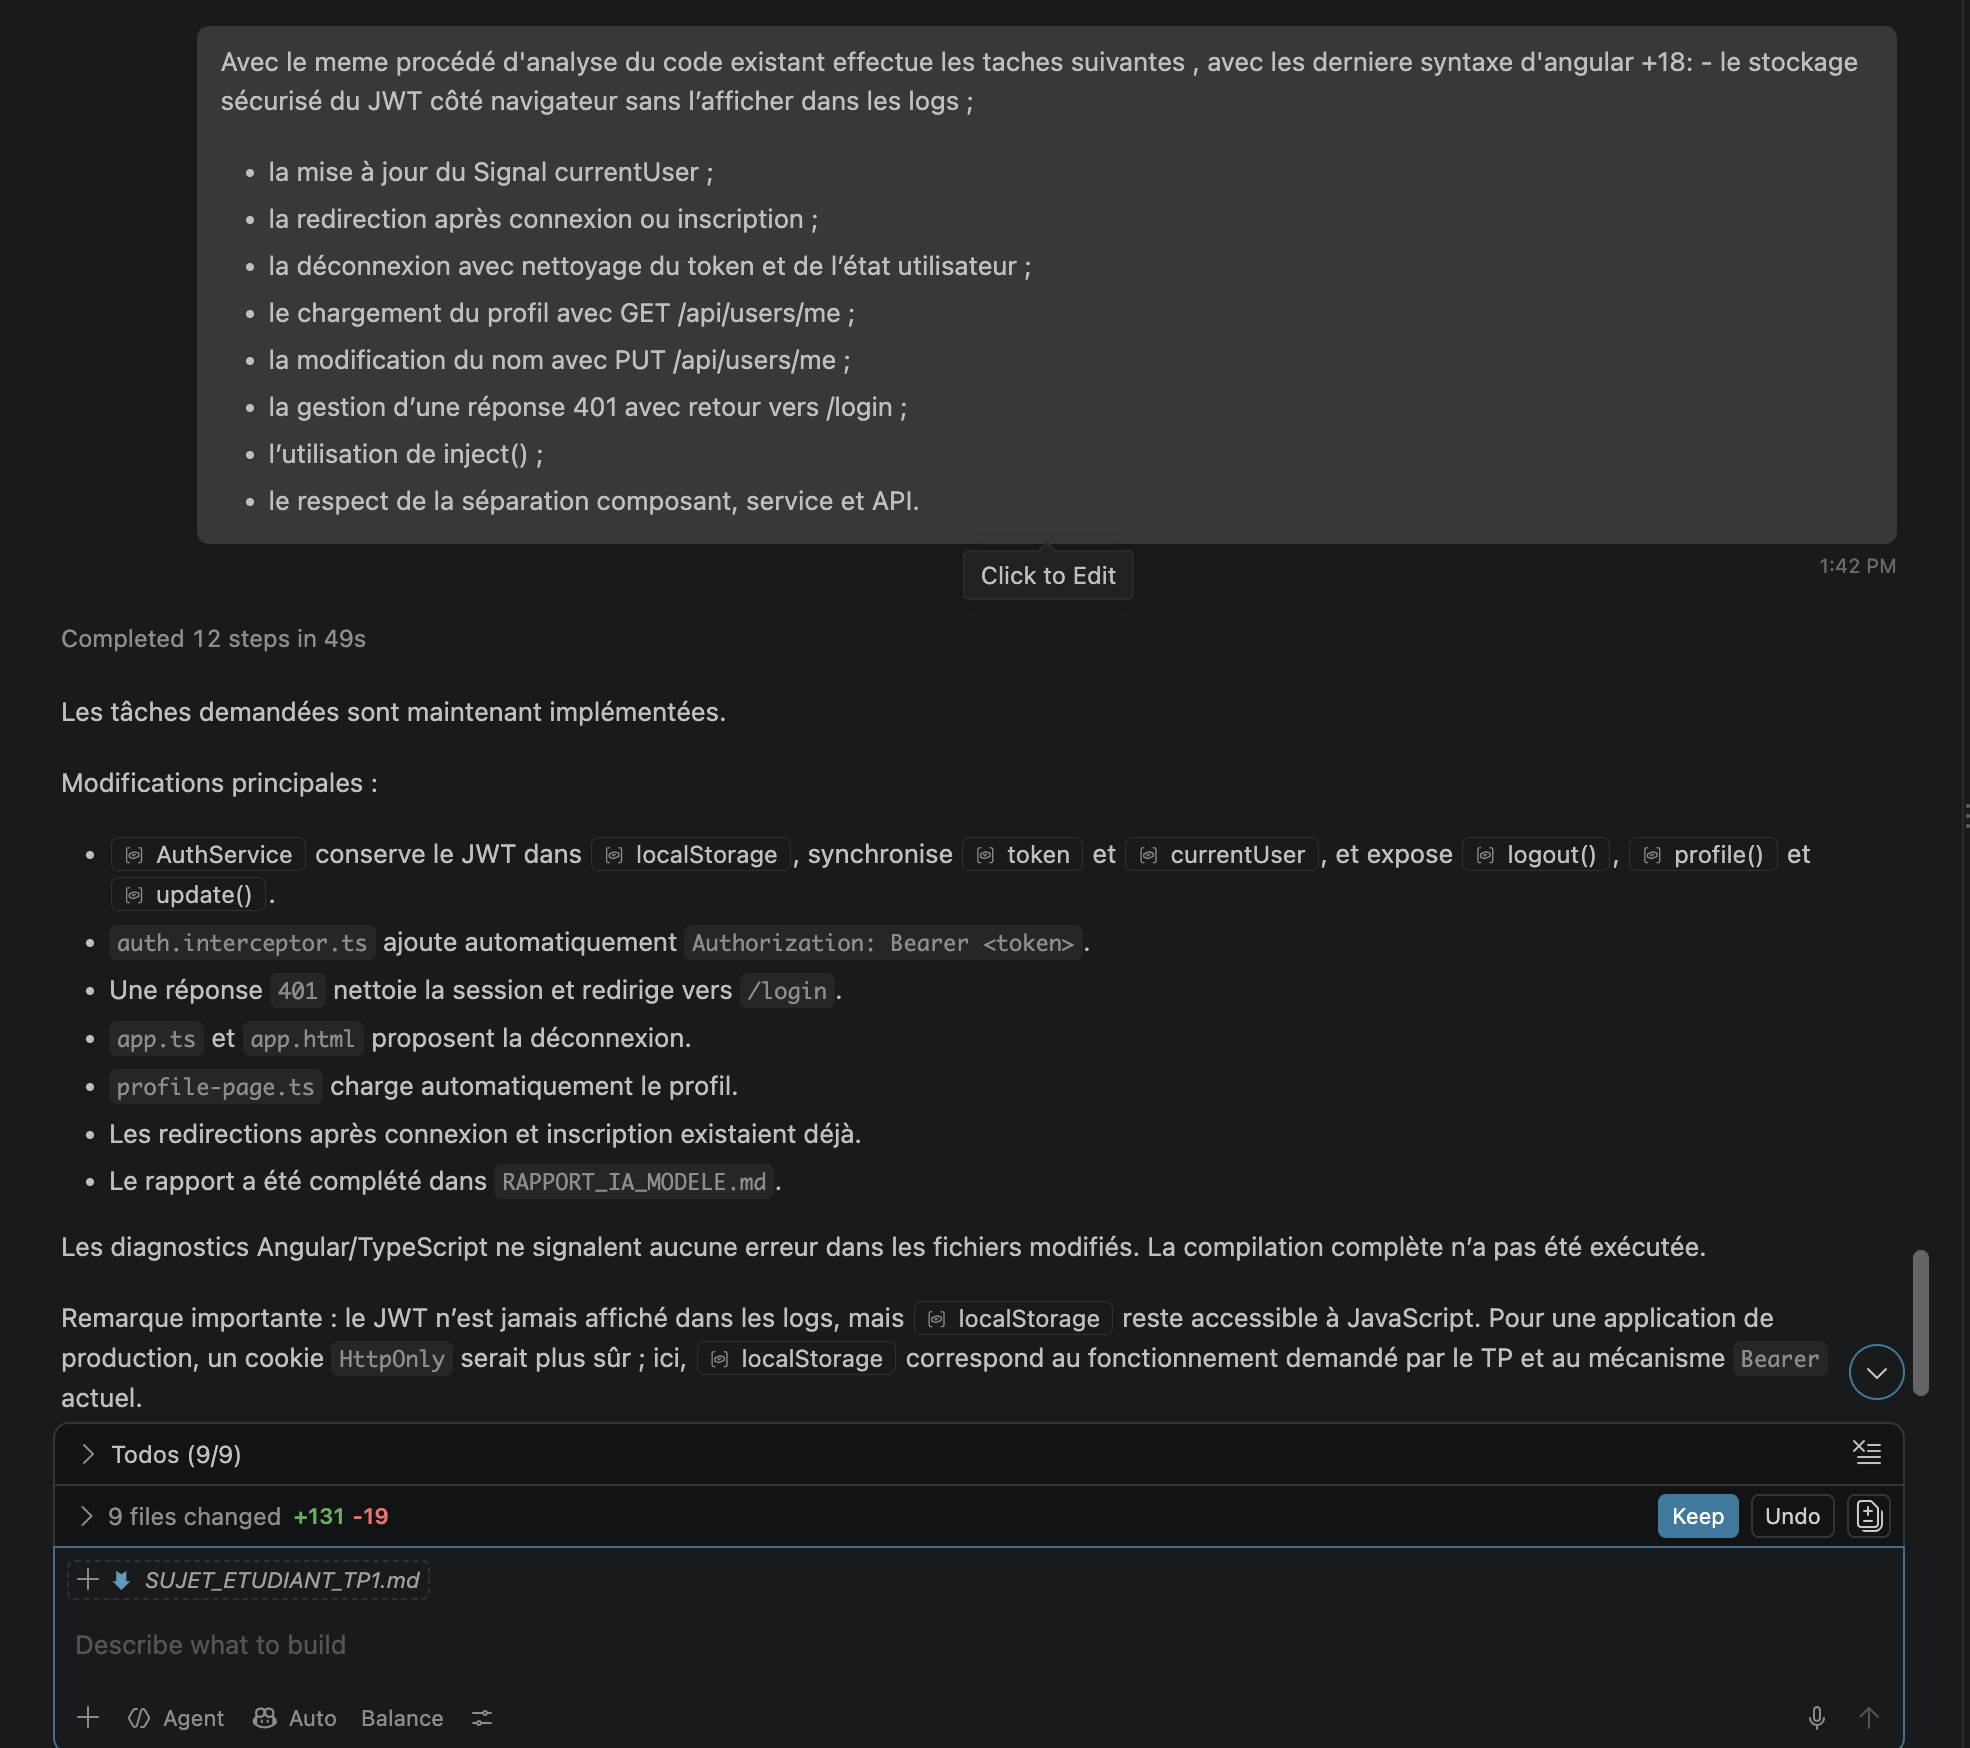 Avec le meme procédé d'analyse du code existant effectue les taches suivantes , avec les derniere syntaxe d'angular +18: - le stockage
sécurisé du JWT côté navigateur sans l’afficher dans les logs ;
• la mise à jour du Signal currentUser ;
• la redirection après connexion ou inscription ;
• la déconnexion avec nettoyage du token et de l’état utilisateur ;
• le chargement du profil avec GET /api/users/me ;
• la modification du nom avec PUT /api/users/me ;
• la gestion d’une réponse 401 avec retour vers /login ;
• l’utilisation de inject() ;
• le respect de la séparation composant, service et API.
Click to Edit
1:42 PM
Completed 12 steps in 49s
Les tâches demandées sont maintenant implémentées.
Modifications principales :
• AuthService conserve le JWT dans localStorage , synchronise token et currentUser , et expose logout() , profile() et
update() .
• auth.interceptor.ts ajoute automatiquement Authorization: Bearer <token> .
• Une réponse 401 nettoie la session et redirige vers /login .
• app.ts et app.html proposent la déconnexion.
• profile-page.ts charge automatiquement le profil.
• Les redirections après connexion et inscription existaient déjà.
• Le rapport a été complété dans RAPPORT_IA_MODELE.md .
Les diagnostics Angular/TypeScript ne signalent aucune erreur dans les fichiers modifiés. La compilation complète n’a pas été exécutée.
Remarque importante : le JWT n’est jamais affiché dans les logs, mais localStorage reste accessible à JavaScript. Pour une application de
production, un cookie HttpOnly serait plus sûr ; ici, localStorage correspond au fonctionnement demandé par le TP et au mécanisme Bearer
actuel.
Todos (9/9)
9 files changed +131 -19
Keep
Undo
SUJET_ETUDIANT_TP1.md
Describe what to build
Agent Auto Balance